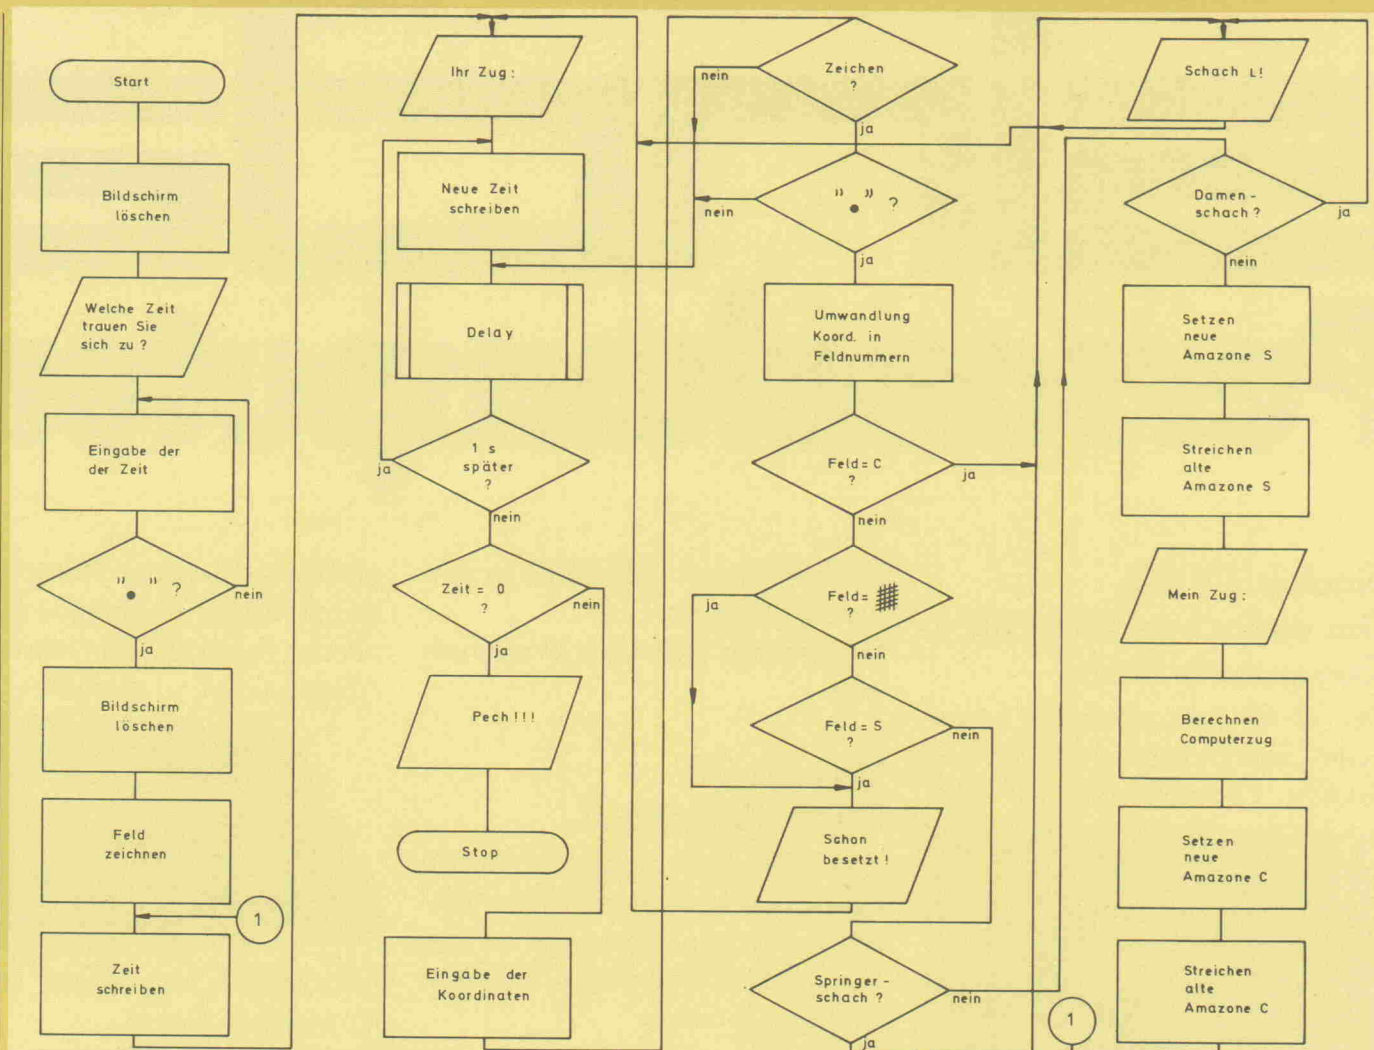 Start
Bildschirm
löschen
Welche Zeit
trauen Sie
sich zu ?
Eingabe der
der Zeit
" . " ?
nein
ja
Bildschirm
löschen
Feld
zeichnen
1
Zeit
schreiben
Ihr Zug :
Neue Zeit
schreiben
Delay
1 s
später
?
ja
nein
Zeit = 0
?
nein
ja
Pech ! ! !
Stop
Eingabe der
Koordinaten
Zeichen
?
nein
ja
" . " ?
nein
ja
Umwandlung
Koord. in
Feldnummern
Feld = C
?
ja
nein
Feld =
?
ja
nein
Feld = S
?
nein
ja
Schon
besetzt !
Springer -
schach ?
nein
ja
Schach L!
Damen -
schach ?
ja
nein
Setzen
neue
Amazone S
Streichen
alte
Amazone S
Mein Zug :
Berechnen
Computerzug
Setzen
neue
Amazone C
Streichen
alte
Amazone C
1